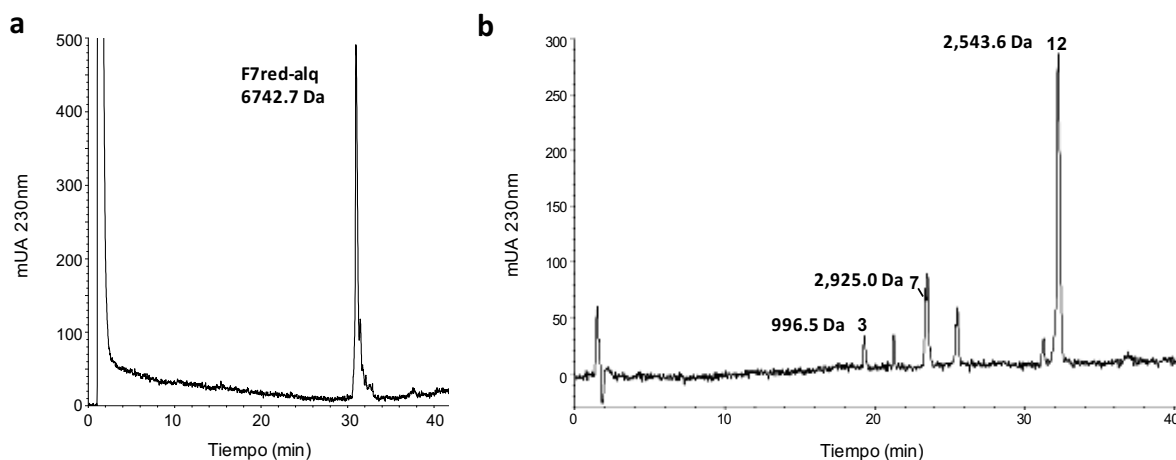 a
500
400
300
200
100
0
mUA 230nm
F7red-alq
6742.7 Da
0 10 20 30 40
Tiempo (min)
b
300
250
200
150
100
50
0
mUA 230nm
2,543.6 Da 12
2,925.0 Da 7
996.5 Da 3
0 10 20 30 40
Tiempo (min)